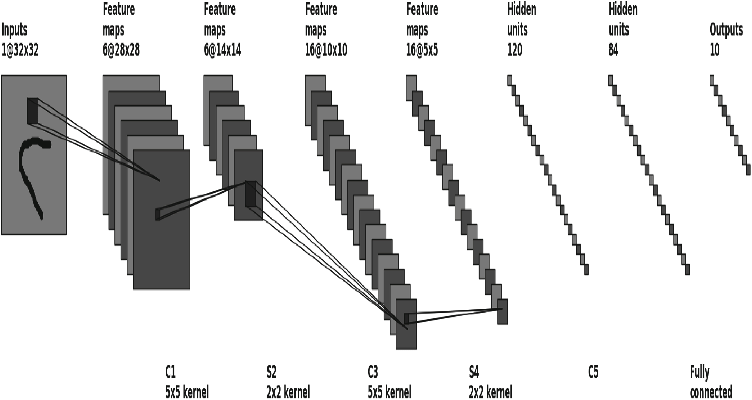 Inputs
1@32x32
Feature
maps
6@28x28
Feature
maps
6@14x14
Feature
maps
16@10x10
Feature
maps
16@5x5
Hidden
units
120
Hidden
units
84
Outputs
10
C1
5x5 kernel
S2
2x2 kernel
C3
5x5 kernel
S4
2x2 kernel
C5
Fully
connected